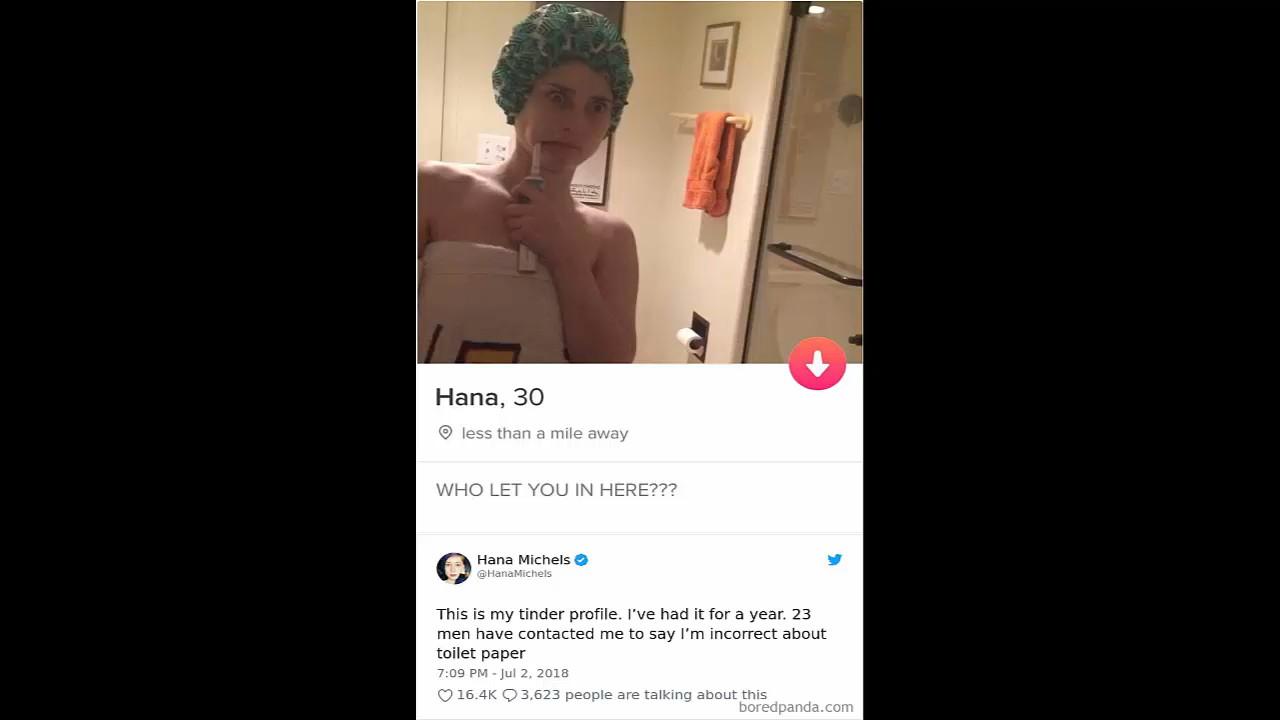 Hana, 30
less than a mile away
WHO LET YOU IN HERE???
Hana Michels
@HanaMichels
This is my tinder profile. I've had it for a year. 23
men have contacted me to say I'm incorrect about
toilet paper
7:09 PM - Jul 2, 2018
16.4K 3,623 people are talking about this
boredpanda.com